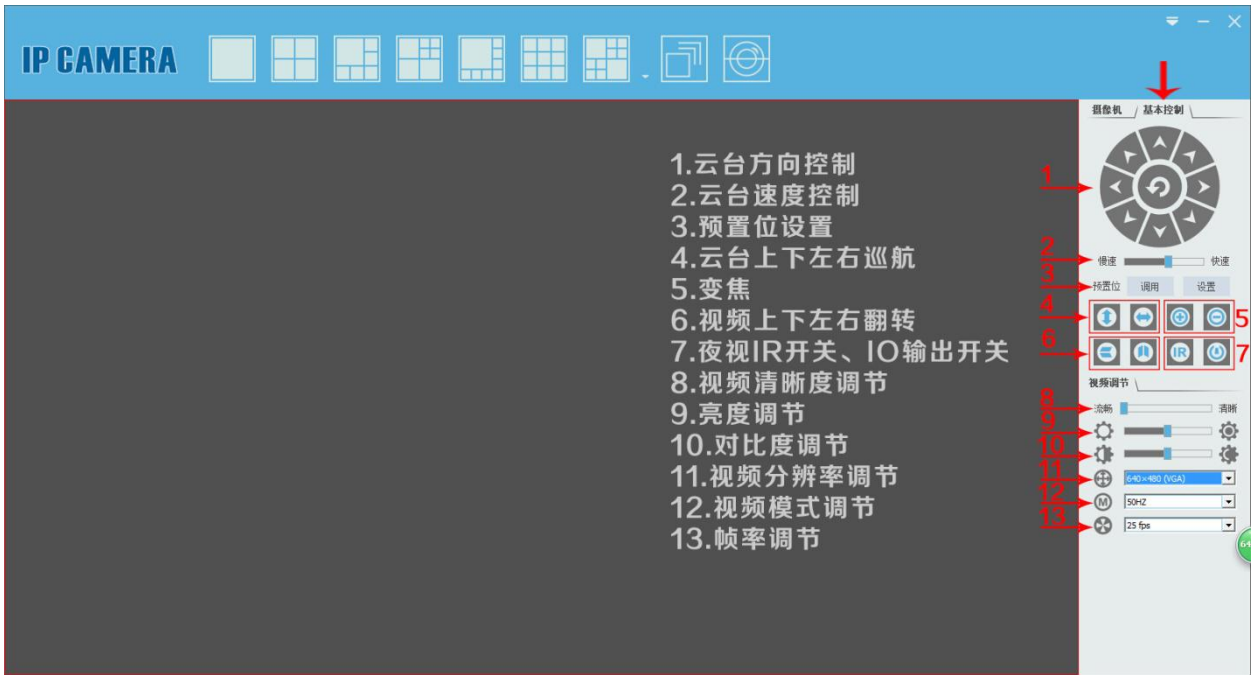 IP CAMERA
摄像机 基本控制
1.云台方向控制
2.云台速度控制
3.预置位设置
4.云台上下左右巡航
5.变焦
6.视频上下左右翻转
7.夜视IR开关、IO输出开关
8.视频清晰度调节
9.亮度调节
10.对比度调节
11.视频分辨率调节
12.视频模式调节
13.帧率调节
1
2 慢速 快速
3 预置位 调用 设置
4 5
6 IR 7
视频调节
8 流畅 清晰
9
10
11 640×480 (VGA)
12 M 50HZ
13 25 fps